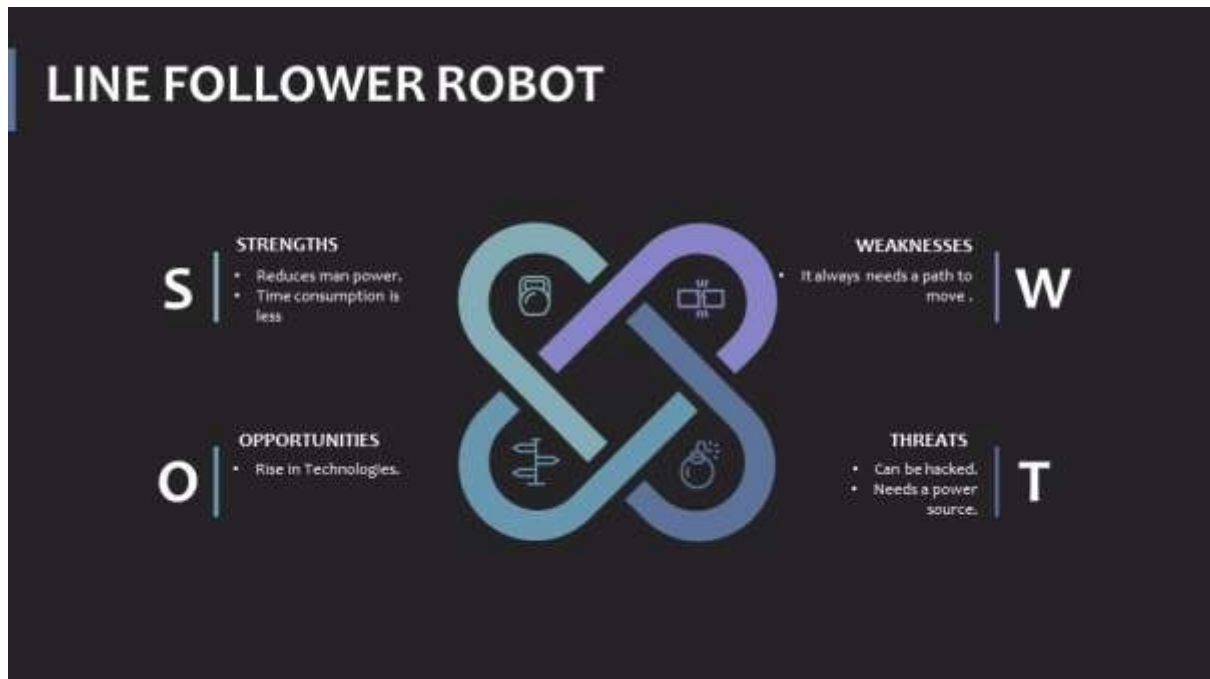 LINE FOLLOWER ROBOT
S
STRENGTHS
• Reduces man power.
• Time consumption is
less
WEAKNESSES
• It always needs a path to
move .
W
O
OPPORTUNITIES
• Rise in Technologies.
THREATS
• Can be hacked.
• Needs a power
source.
T